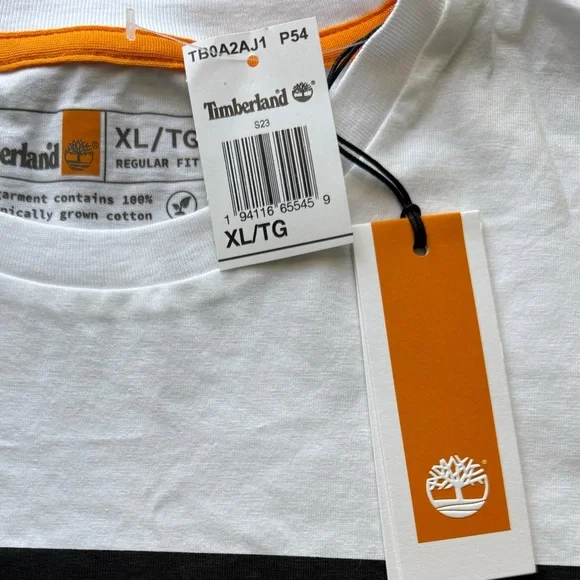 TB0A2AJ1 P54
Timberland
S23
1 94116 65545 9
XL/TG
erland
XL/TG
REGULAR FIT
garment contains 100%
nically grown cotton